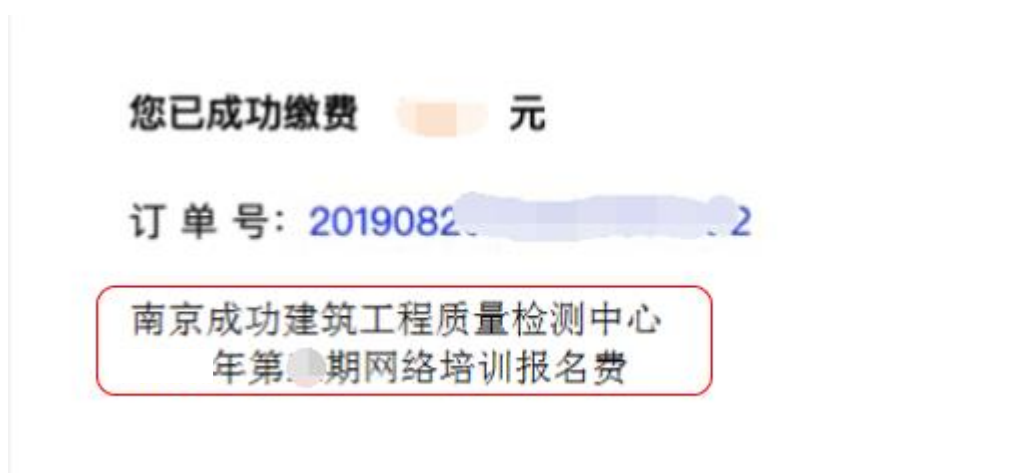 您已成功缴费 元
订 单 号：2019082 2
南京成功建筑工程质量检测中心
年第 期网络培训报名费